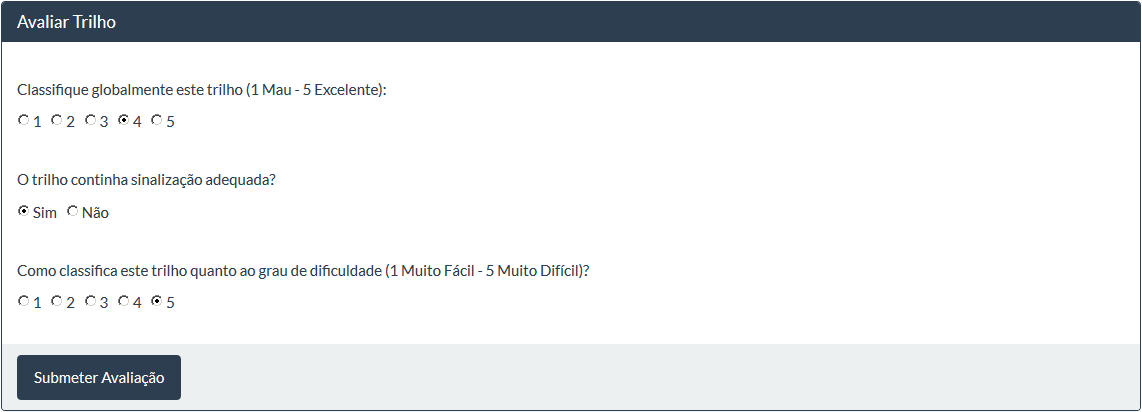 Avaliar Trilho
Classifique globalmente este trilho (1 Mau - 5 Excelente):
1 2 3 4 5
O trilho continha sinalização adequada?
Sim Não
Como classifica este trilho quanto ao grau de dificuldade (1 Muito Fácil - 5 Muito Difícil)?
1 2 3 4 5
Submeter Avaliação